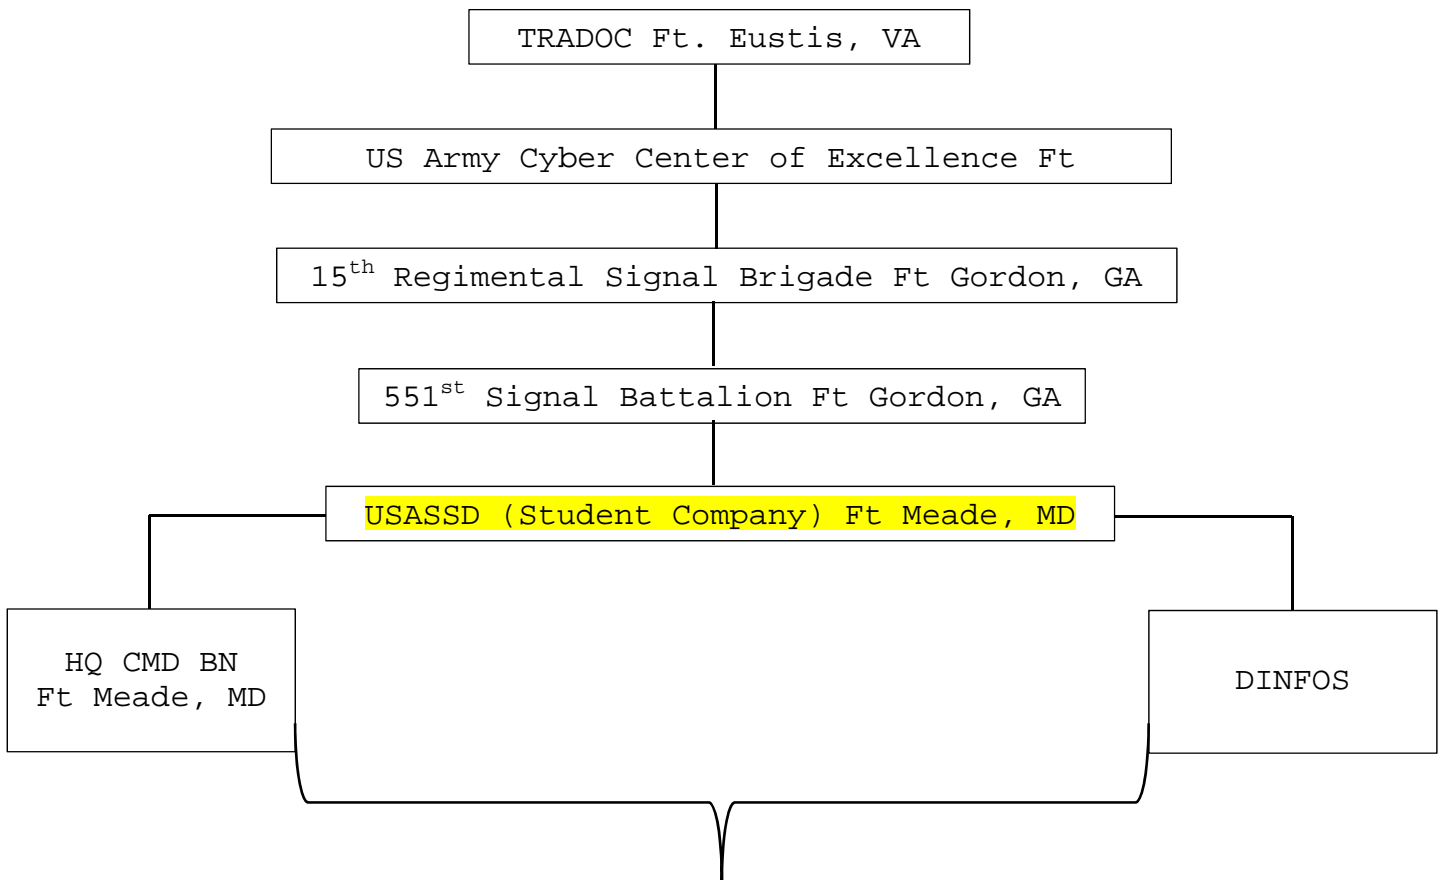 TRADOC Ft. Eustis, VA
US Army Cyber Center of Excellence Ft
15th Regimental Signal Brigade Ft Gordon, GA
551st Signal Battalion Ft Gordon, GA
USASSD (Student Company) Ft Meade, MD
HQ CMD BN
Ft Meade, MD
DINFOS